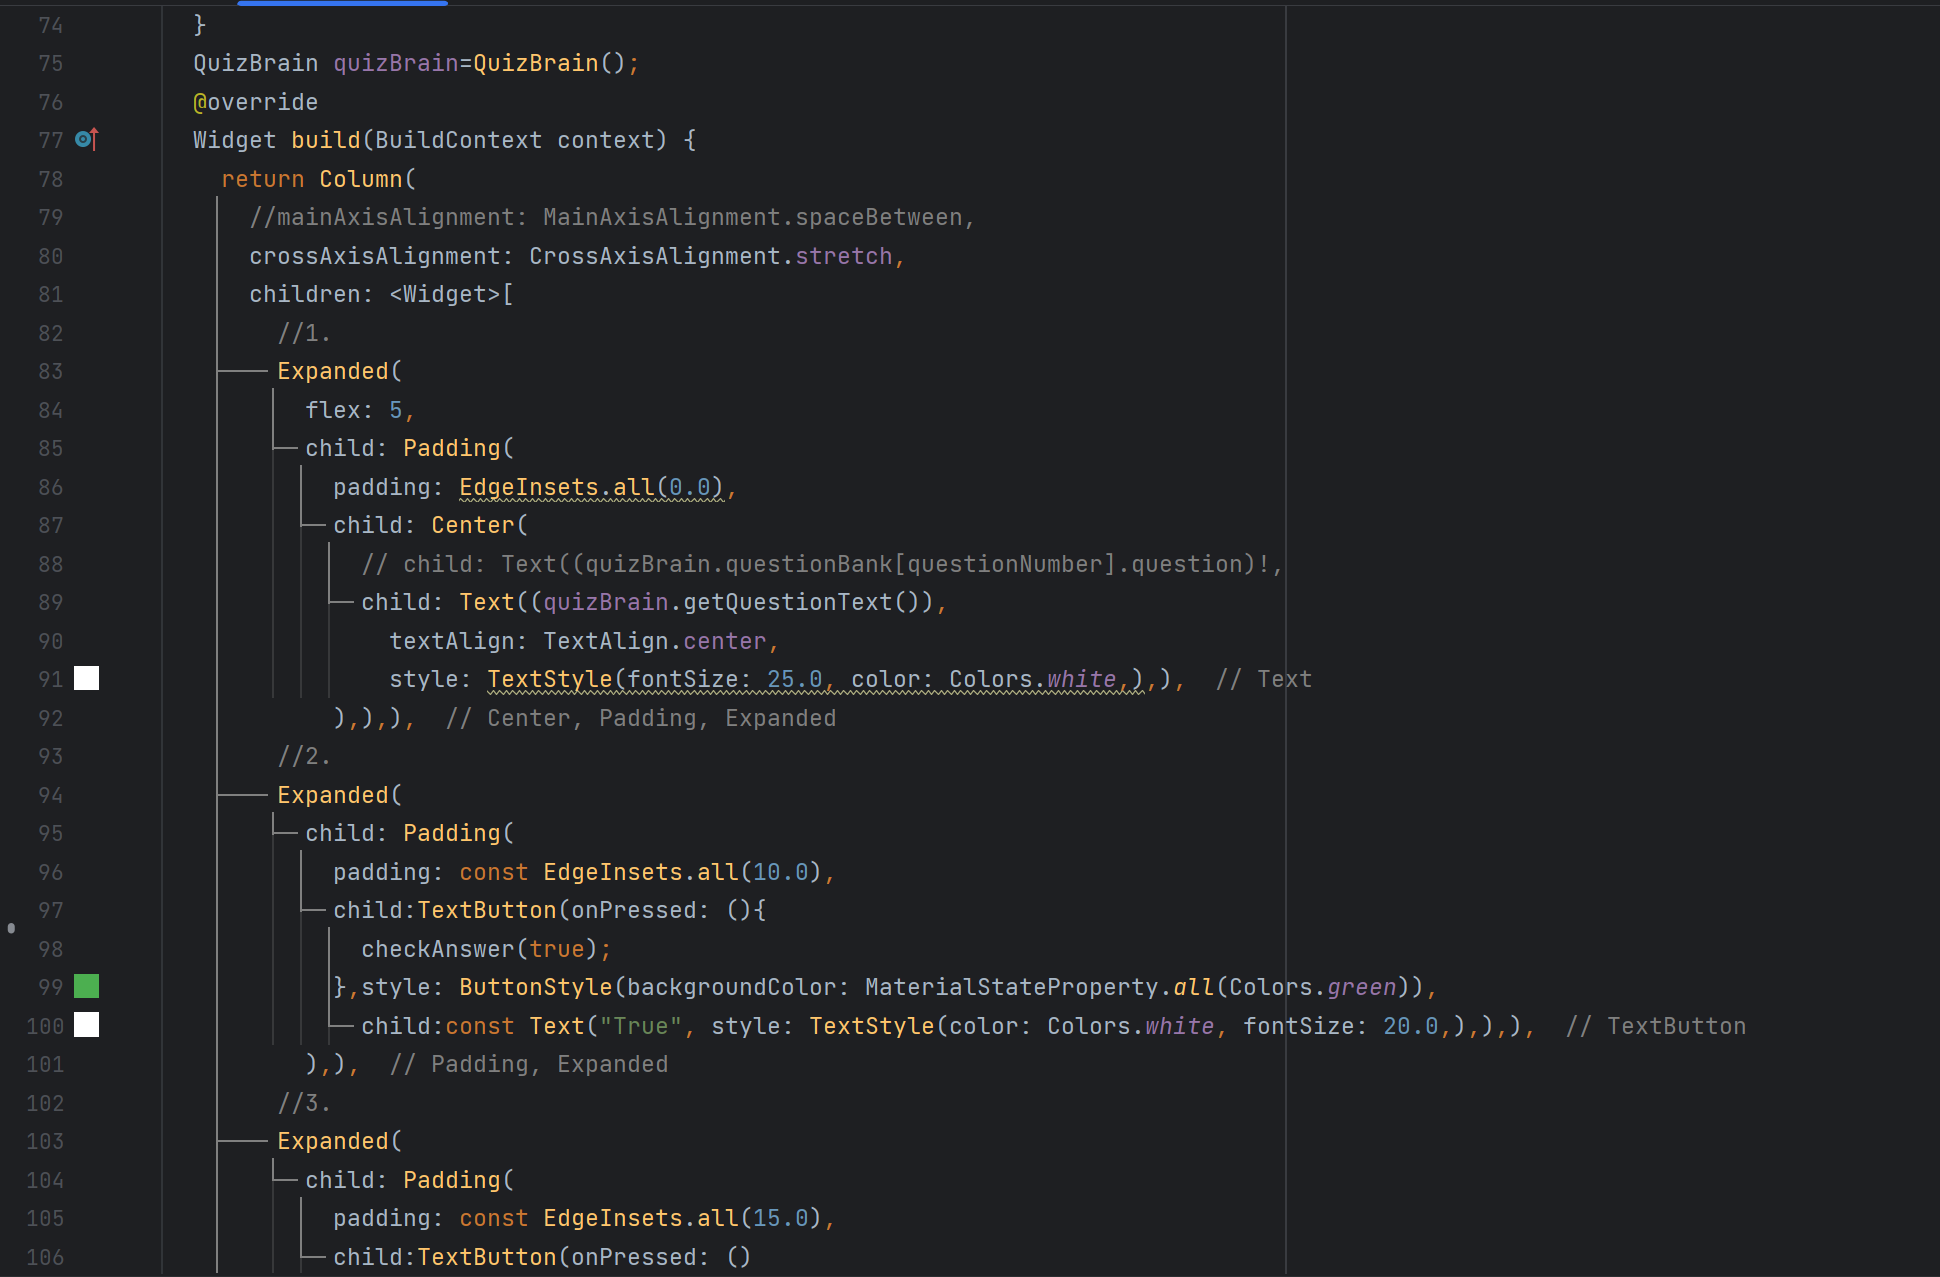 74 }
75 QuizBrain quizBrain=QuizBrain();
76 @override
77 Widget build(BuildContext context) {
78 return Column(
79 //mainAxisAlignment: MainAxisAlignment.spaceBetween,
80 crossAxisAlignment: CrossAxisAlignment.stretch,
81 children: <Widget>[
82 //1.
83 Expanded(
84 flex: 5,
85 child: Padding(
86 padding: EdgeInsets.all(0.0),
87 child: Center(
88 // child: Text((quizBrain.questionBank[questionNumber].question)!,
89 child: Text((quizBrain.getQuestionText()),
90 textAlign: TextAlign.center,
91 style: TextStyle(fontSize: 25.0, color: Colors.white,),), // Text
92 ),),), // Center, Padding, Expanded
93 //2.
94 Expanded(
95 child: Padding(
96 padding: const EdgeInsets.all(10.0),
97 child:TextButton(onPressed: (){
98 checkAnswer(true);
99 },style: ButtonStyle(backgroundColor: MaterialStateProperty.all(Colors.green)),
100 child:const Text("True", style: TextStyle(color: Colors.white, fontSize: 20.0,),),), // TextButton
101 ),), // Padding, Expanded
102 //3.
103 Expanded(
104 child: Padding(
105 padding: const EdgeInsets.all(15.0),
106 child:TextButton(onPressed: ()